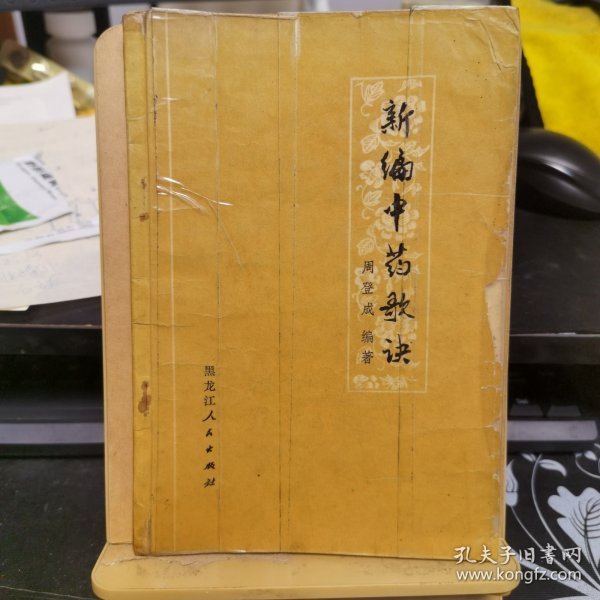 新编中药歌诀
周登成 编著
黑龙江人民出版社
孔夫子旧书网
www.kongfz.com